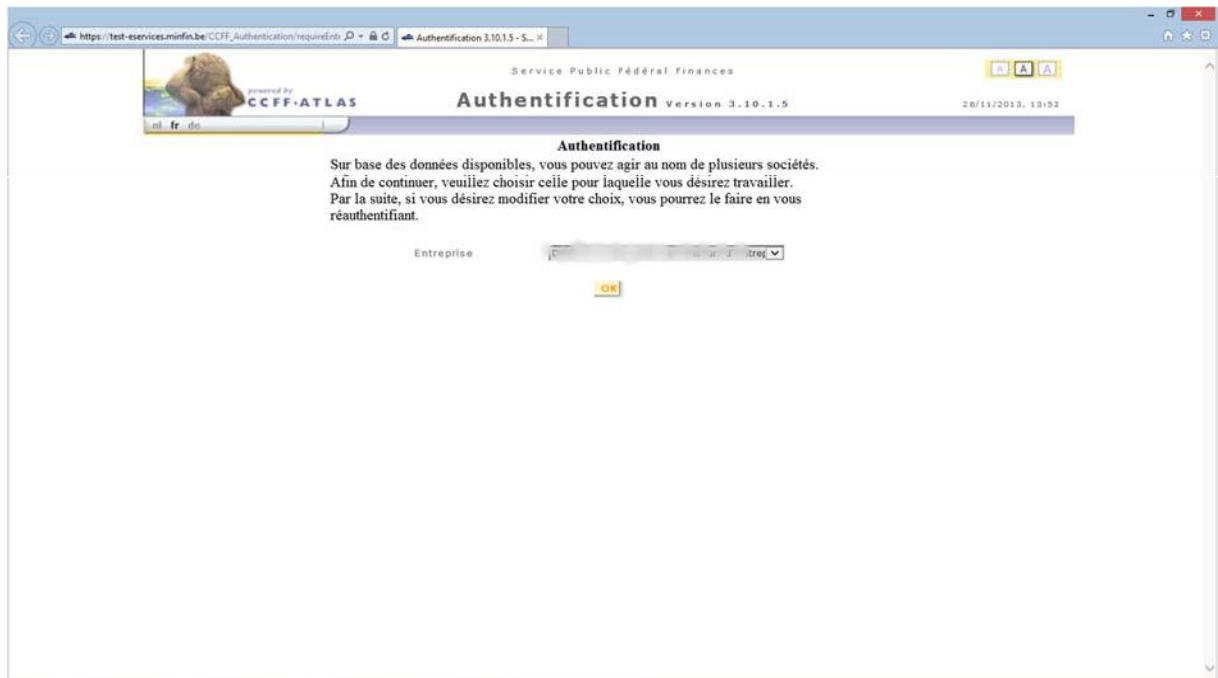 https://test-eservices.minfin.be/CCFF_Authentication/requireEnti
Authentification 3.10.1.5 - S...
Service Public Fédéral Finances
A A A
powered by
CCFF·ATLAS
Authentification Version 3.10.1.5
28/11/2013, 13:53
nl fr de
Authentification
Sur base des données disponibles, vous pouvez agir au nom de plusieurs sociétés.
Afin de continuer, veuillez choisir celle pour laquelle vous désirez travailler.
Par la suite, si vous désirez modifier votre choix, vous pourrez le faire en vous
réauthentifiant.
Entreprise
OK